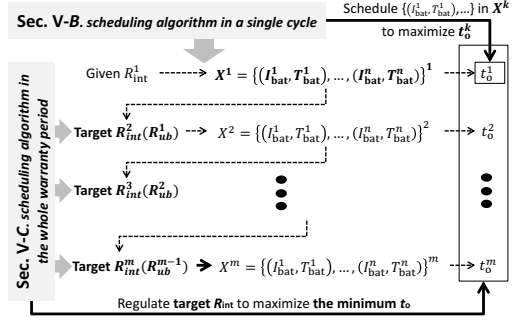 Sec. V-B. scheduling algorithm in a single cycle
Schedule {(I_bat^1, T_bat^1),…} in X^k
to maximize t_o^k
Sec. V-C. scheduling algorithm in
the whole warranty period
Given R_int^1
X^1 = {(I_bat^1, T_bat^1), …, (I_bat^n, T_bat^n)}^1
t_o^1
Target R_int^2(R_ub^1)
X^2 = {(I_bat^1, T_bat^1), …, (I_bat^n, T_bat^n)}^2
t_o^2
Target R_int^3(R_ub^2)
Target R_int^m(R_ub^{m-1})
X^m = {(I_bat^1, T_bat^1), …, (I_bat^n, T_bat^n)}^m
t_o^m
Regulate target R_int to maximize the minimum t_o